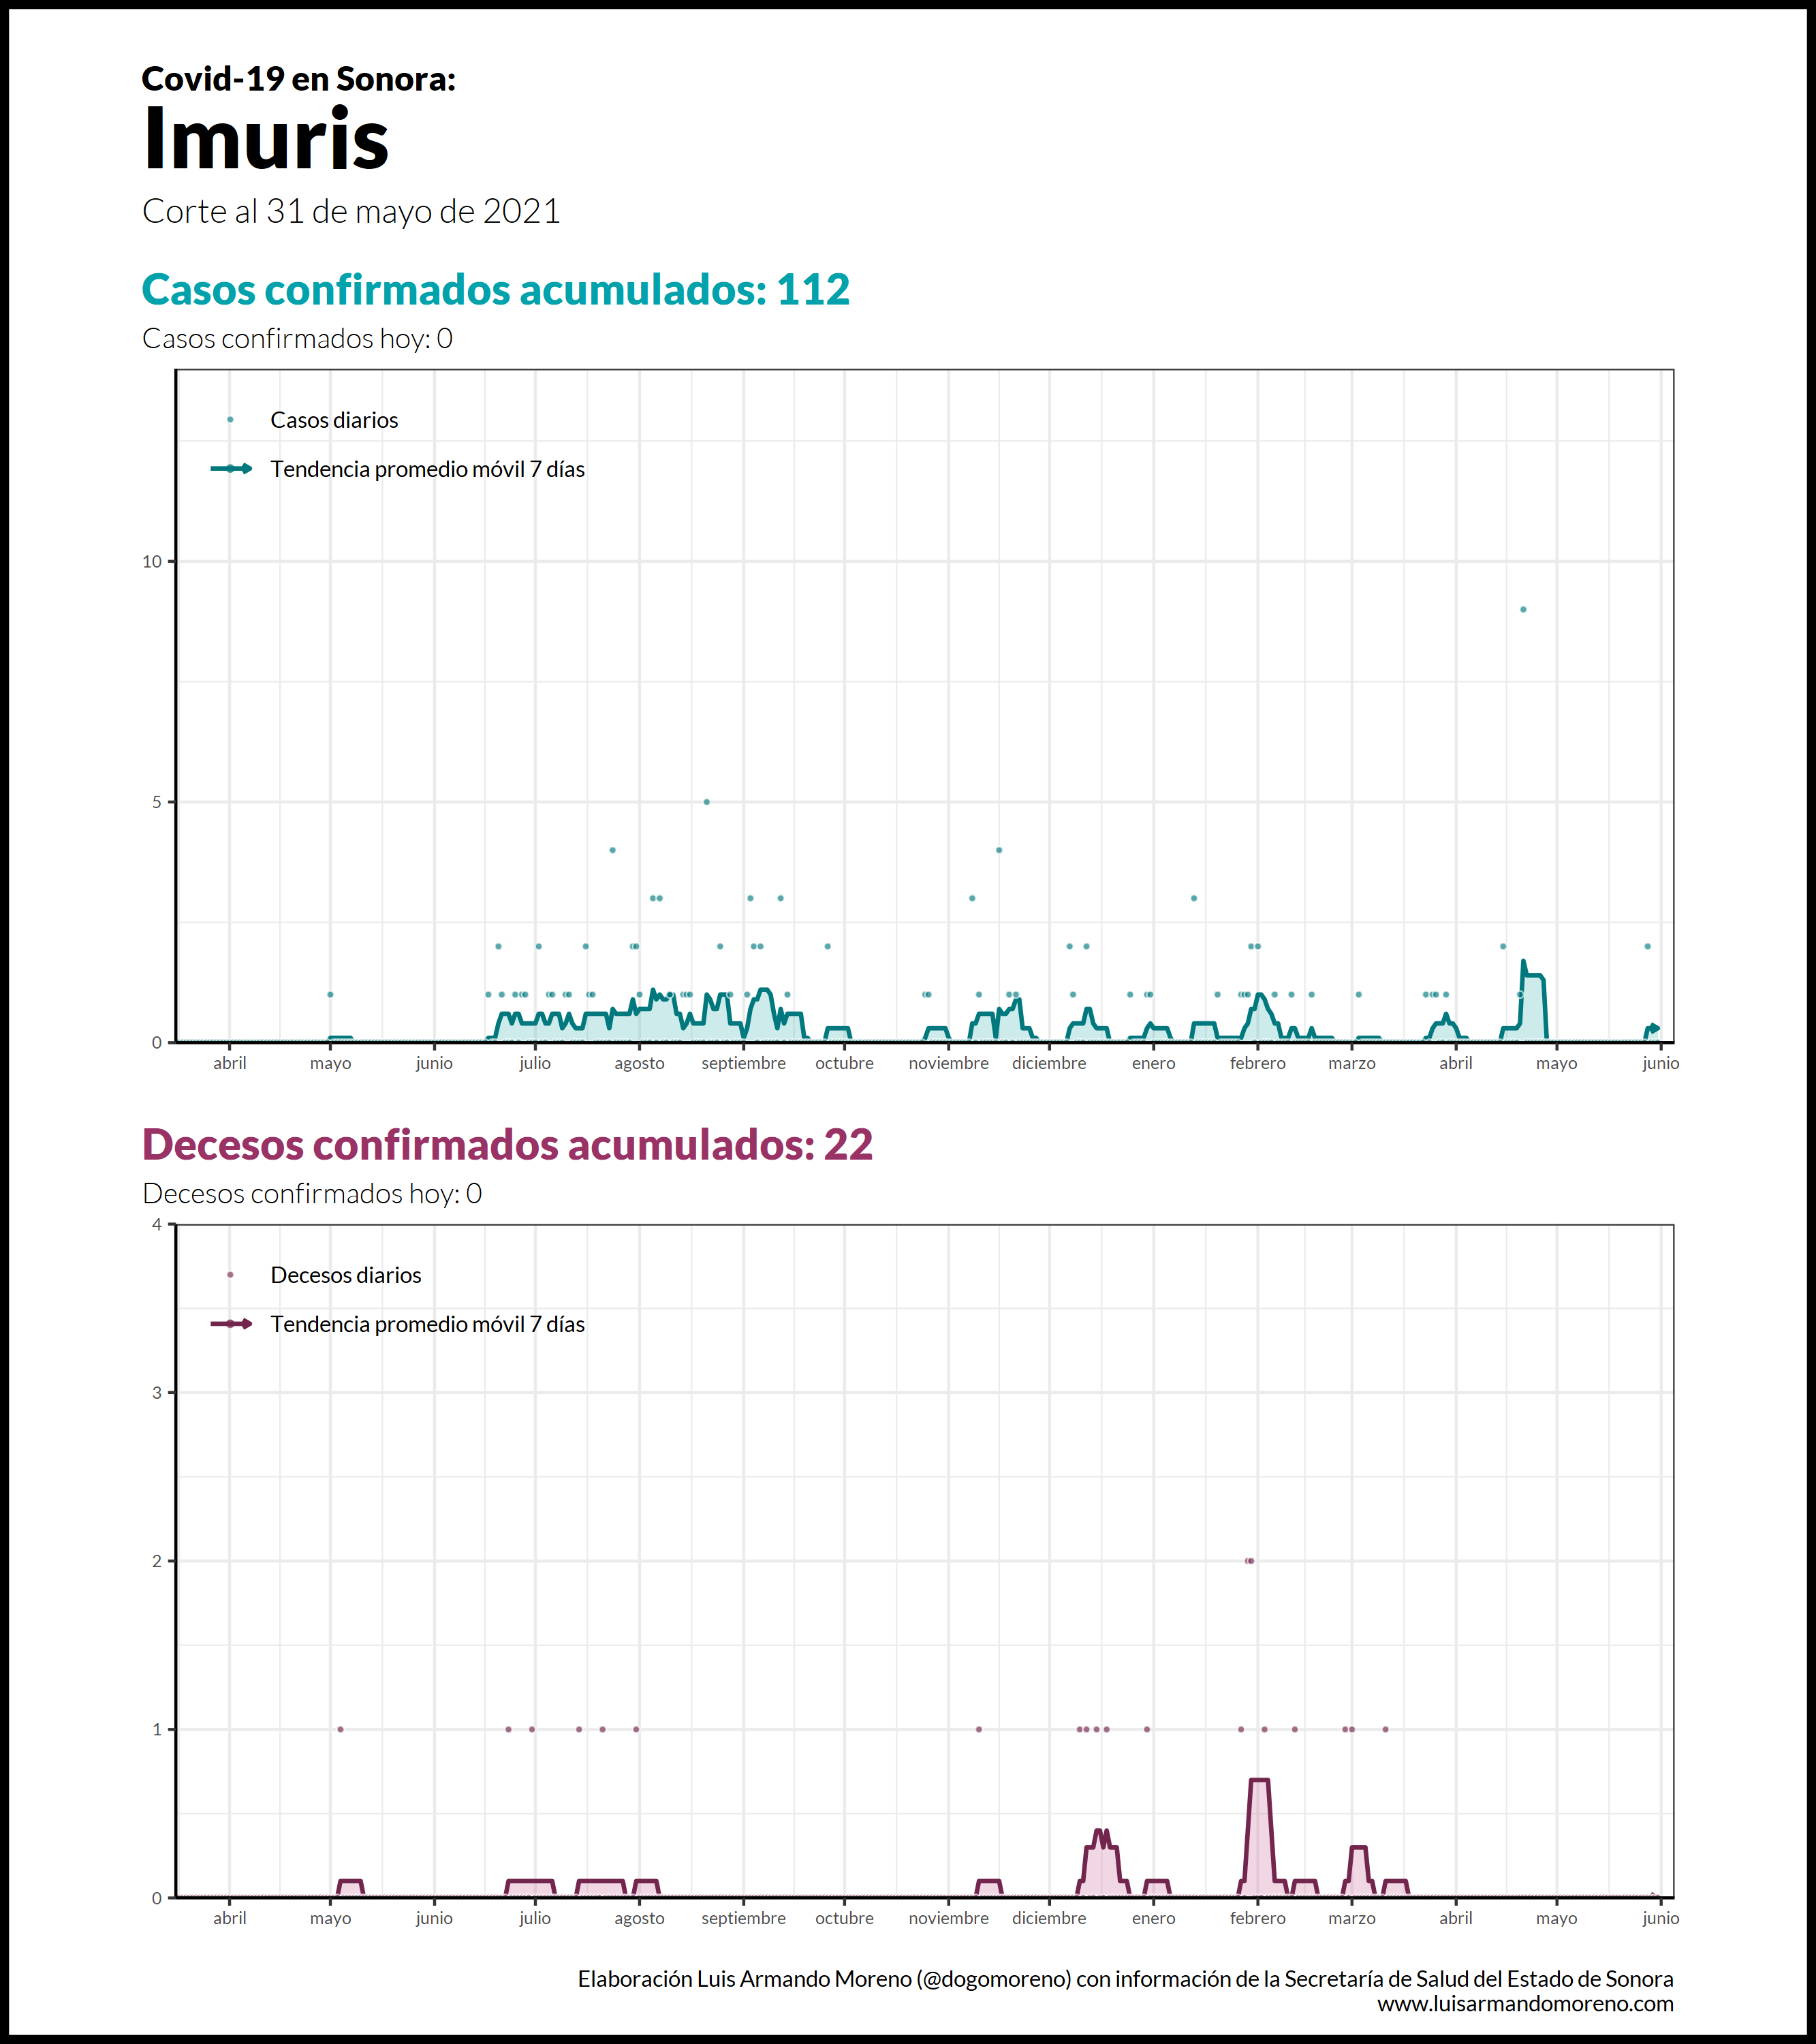 Covid-19 en Sonora:
Imuris
Corte al 31 de mayo de 2021
Casos confirmados acumulados: 112
Casos confirmados hoy: 0
Casos diarios
Tendencia promedio móvil 7 días
10
5
0
abril mayo junio julio agosto septiembre octubre noviembre diciembre enero febrero marzo abril mayo junio
Decesos confirmados acumulados: 22
Decesos confirmados hoy: 0
4
Decesos diarios
Tendencia promedio móvil 7 días
3
2
1
0
abril mayo junio julio agosto septiembre octubre noviembre diciembre enero febrero marzo abril mayo junio
Elaboración Luis Armando Moreno (@dogomoreno) con información de la Secretaría de Salud del Estado de Sonora
www.luisarmandomoreno.com